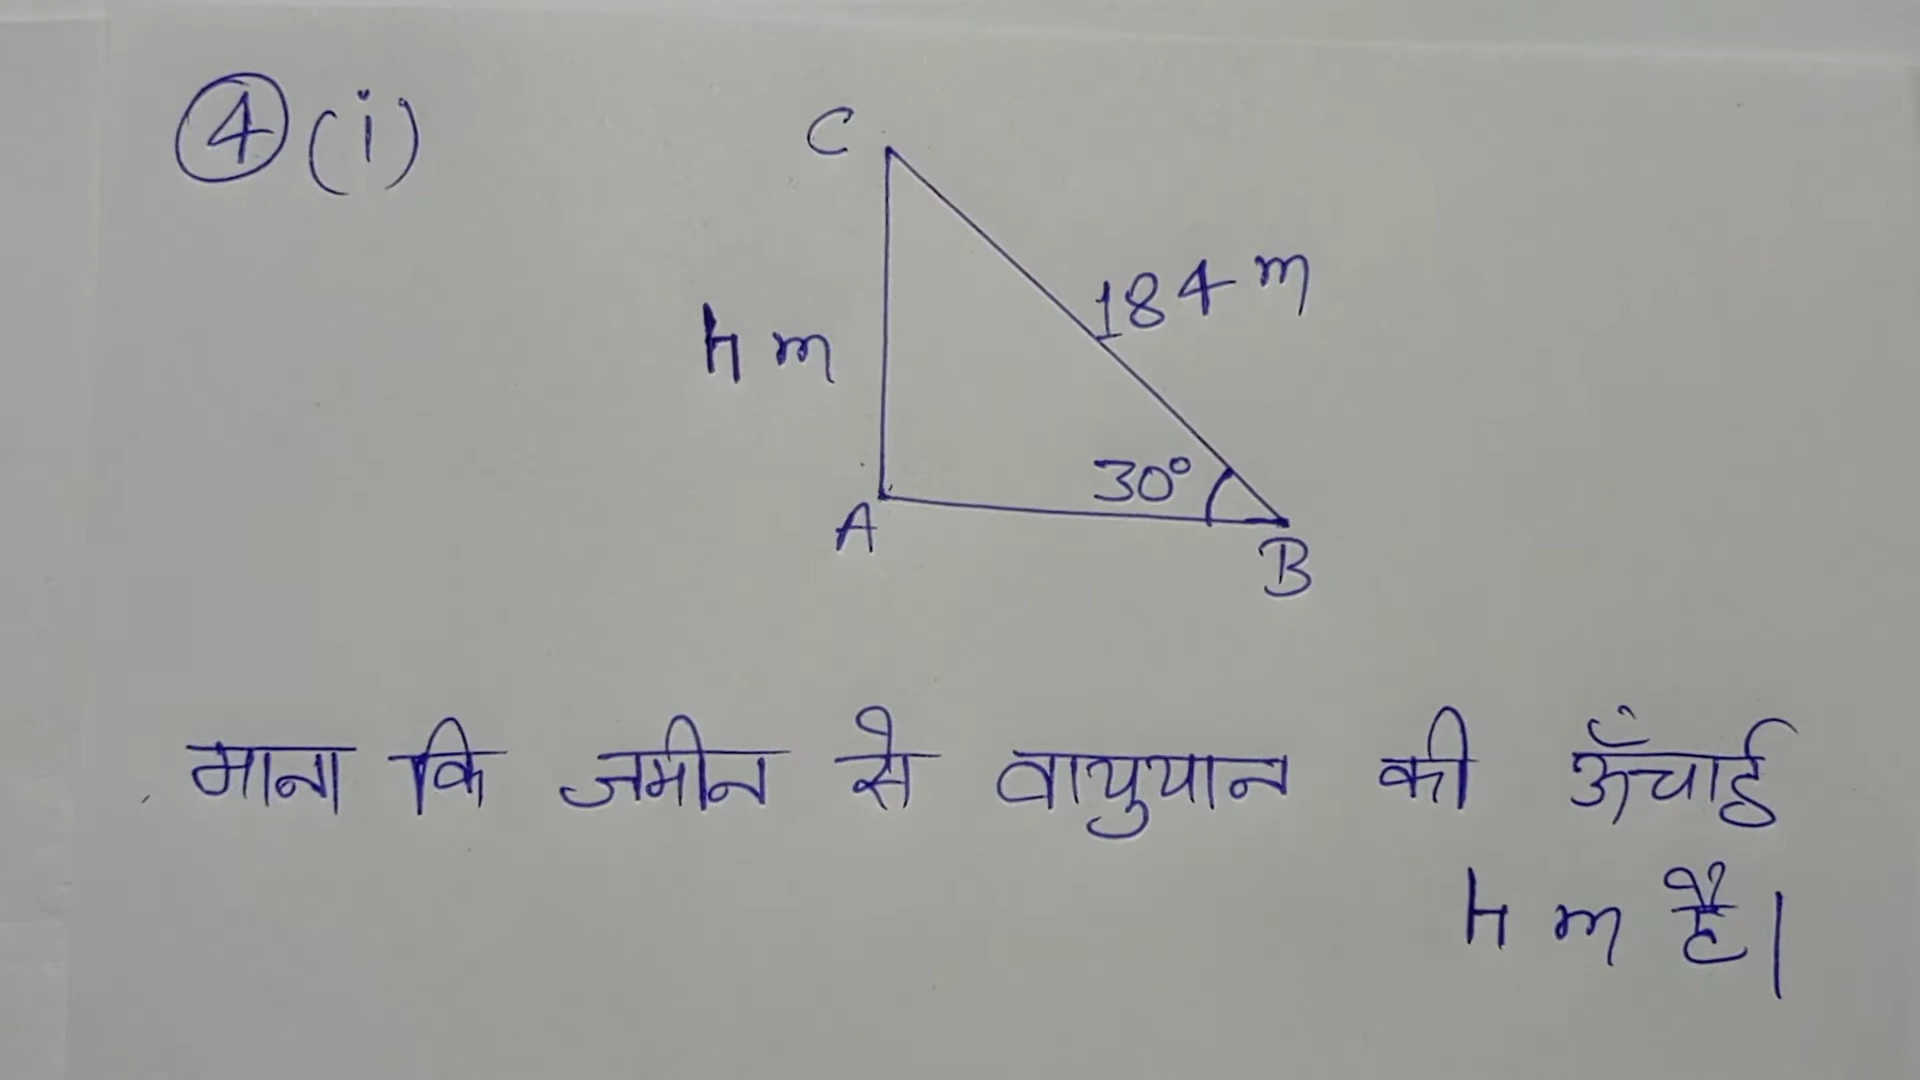 4 (i)
C
184 m
h m
30°
A
B
माना कि जमीन से वायुयान की ऊँचाई
h m है।